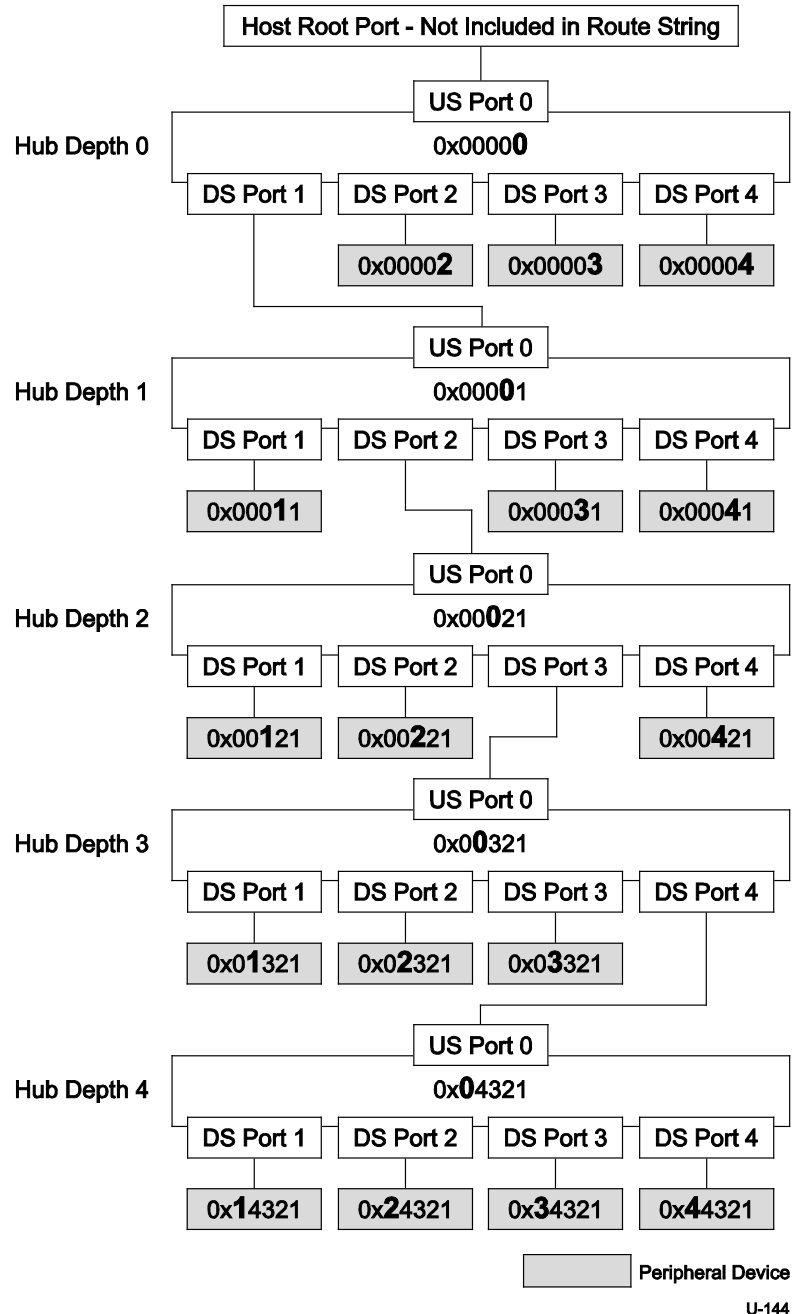 Host Root Port - Not Included in Route String
US Port 0
Hub Depth 0
0x00000
DS Port 1
DS Port 2
DS Port 3
DS Port 4
0x00002
0x00003
0x00004
US Port 0
Hub Depth 1
0x00001
DS Port 1
DS Port 2
DS Port 3
DS Port 4
0x00011
0x00031
0x00041
US Port 0
Hub Depth 2
0x00021
DS Port 1
DS Port 2
DS Port 3
DS Port 4
0x00121
0x00221
0x00421
US Port 0
Hub Depth 3
0x00321
DS Port 1
DS Port 2
DS Port 3
DS Port 4
0x01321
0x02321
0x03321
US Port 0
Hub Depth 4
0x04321
DS Port 1
DS Port 2
DS Port 3
DS Port 4
0x14321
0x24321
0x34321
0x44321
Peripheral Device
U-144